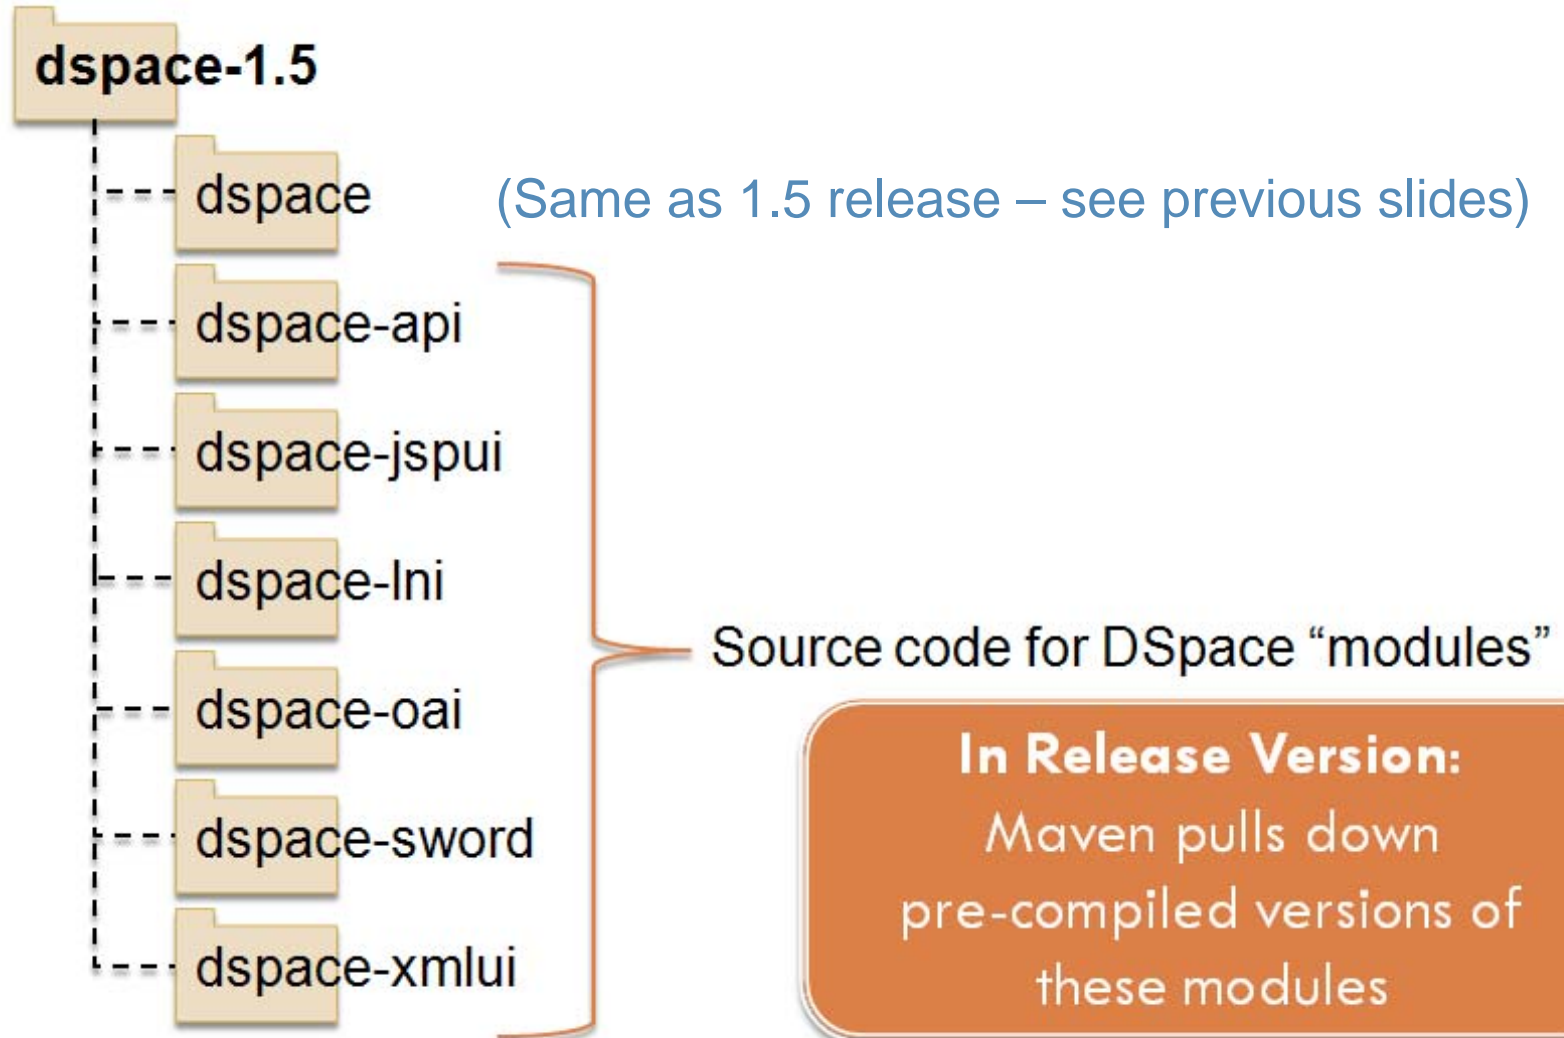 dspace-1.5
dspace
(Same as 1.5 release – see previous slides)
dspace-api
dspace-jspui
dspace-lni
dspace-oai
dspace-sword
dspace-xmlui
Source code for DSpace “modules”
In Release Version:
Maven pulls down
pre-compiled versions of
these modules